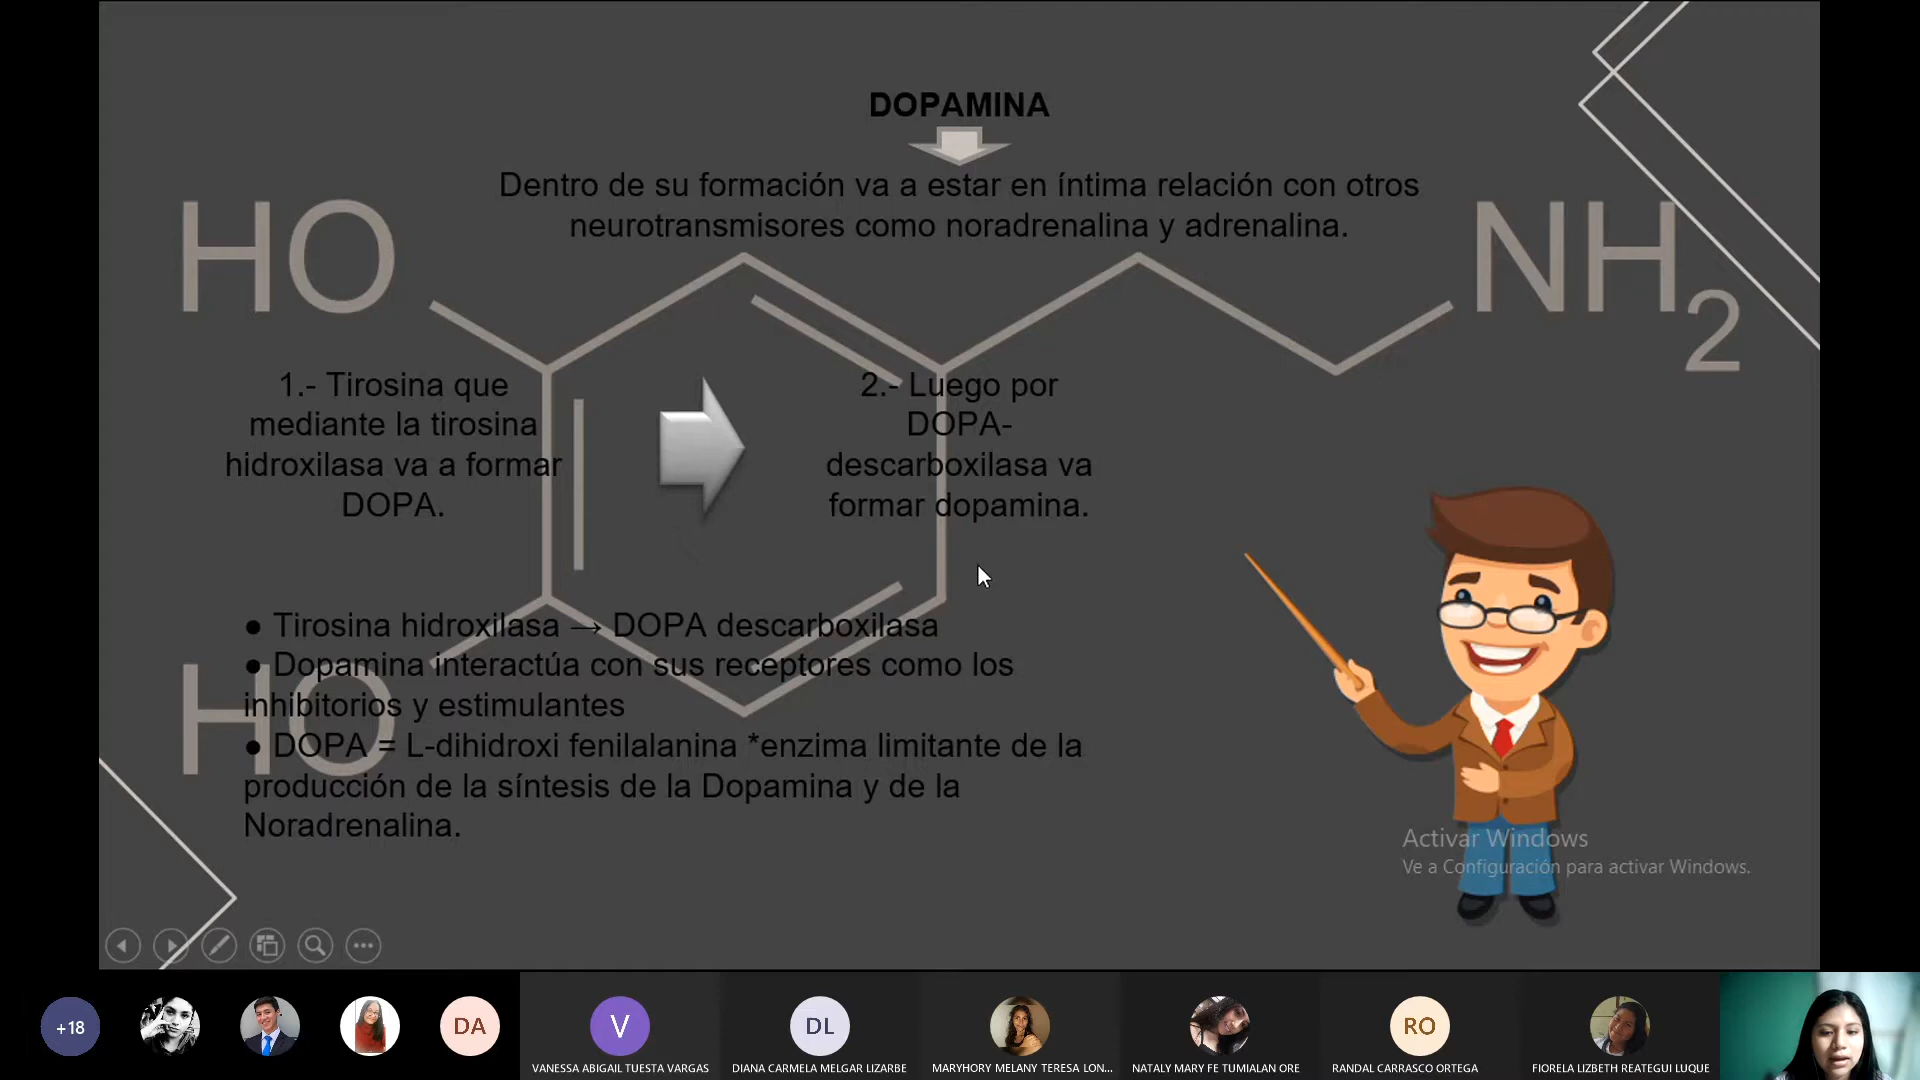 DOPAMINA
Dentro de su formación va a estar en íntima relación con otros
neurotransmisores como noradrenalina y adrenalina.
HO
NH2
1.- Tirosina que
mediante la tirosina
hidroxilasa va a formar
DOPA.
2.- Luego por
DOPA-
descarboxilasa va
formar dopamina.
● Tirosina hidroxilasa → DOPA descarboxilasa
● Dopamina interactúa con sus receptores como los
inhibitorios y estimulantes
● DOPA = L-dihidroxi fenilalanina *enzima limitante de la
producción de la síntesis de la Dopamina y de la
Noradrenalina.
HO
Activar Windows
Ve a Configuración para activar Windows.
+18
DA
V
DL
RO
VANESSA ABIGAIL TUESTA VARGAS
DIANA CARMELA MELGAR LIZARBE
MARYHORY MELANY TERESA LON...
NATALY MARY FE TUMIALAN ORE
RANDAL CARRASCO ORTEGA
FIORELA LIZBETH REATEGUI LUQUE